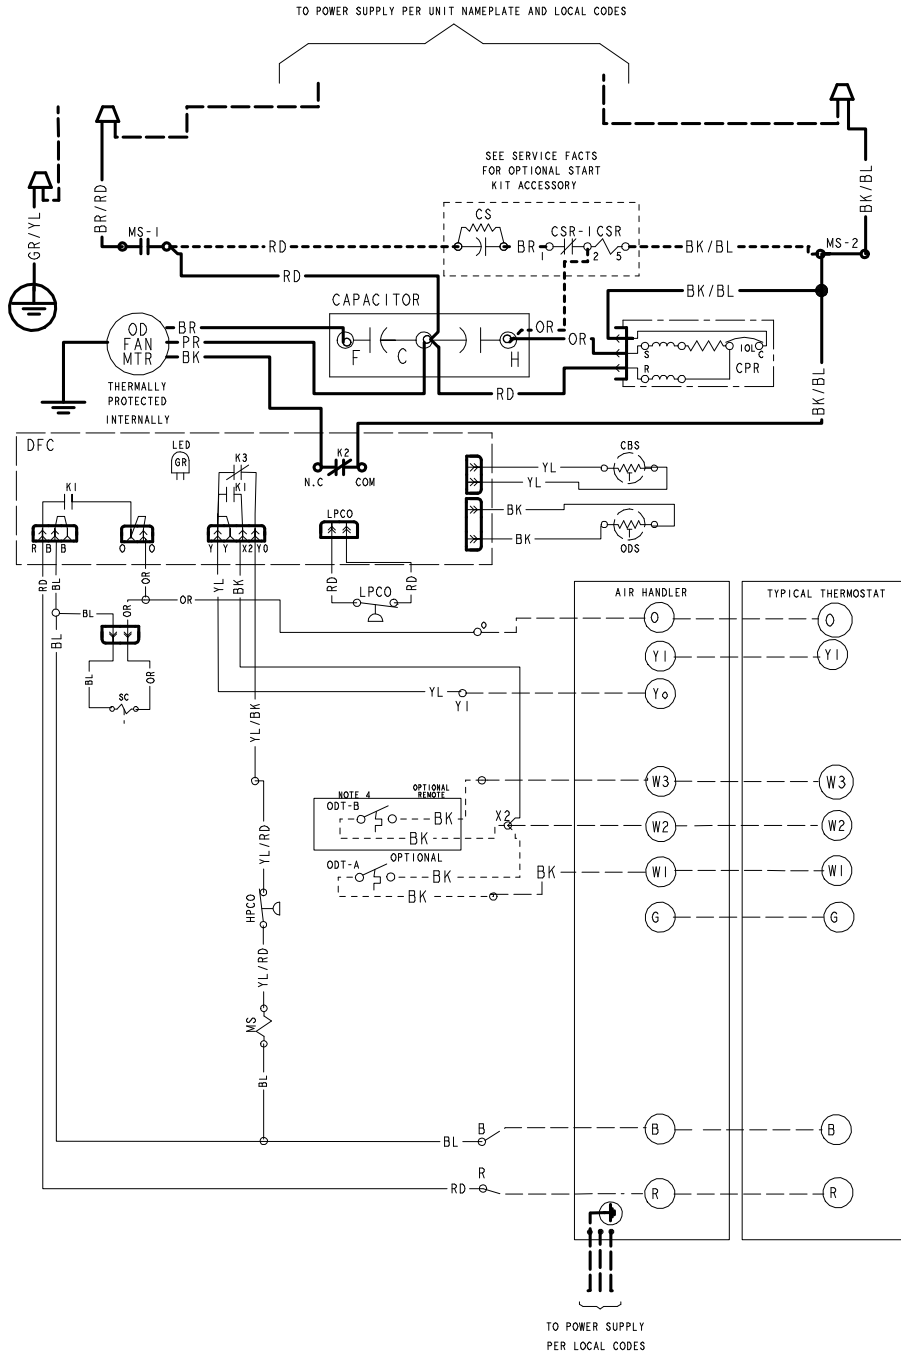 TO POWER SUPPLY PER UNIT NAMEPLATE AND LOCAL CODES
SEE SERVICE FACTS
FOR OPTIONAL START
KIT ACCESSORY
GR/YL
BR/RD
BK/BL
MS-1
RD
CS
BR
CSR-1
CSR
1
2
5
BK/BL
MS-2
RD
BK/BL
CAPACITOR
F
C
H
OR
OR
OD
FAN
MTR
BR
PR
BK
THERMALLY
PROTECTED
INTERNALLY
RD
S
R
IOL
C
CPR
BK/BL
DFC
LED
GR
K1
K3
K1
K2
N.C
COM
LPCO
R
B
B
O
O
Y
Y
X2
YO
YL
YL
CBS
T
BK
BK
T
ODS
RD
BL
OR
YL
BK
RD
RD
LPCO
BL
OR
OR
BL
BL
OR
SC
O
YL
Y1
YL/BK
AIR HANDLER
TYPICAL THERMOSTAT
O
O
Y1
Y1
Yo
NOTE 4
OPTIONAL
REMOTE
ODT-B
BK
BK
X2
ODT-A
OPTIONAL
BK
BK
BK
W3
W3
W2
W2
W1
W1
G
G
YL/RD
HPCO
YL/RD
MS
BL
BL
B
B
B
RD
R
R
R
TO POWER SUPPLY
PER LOCAL CODES